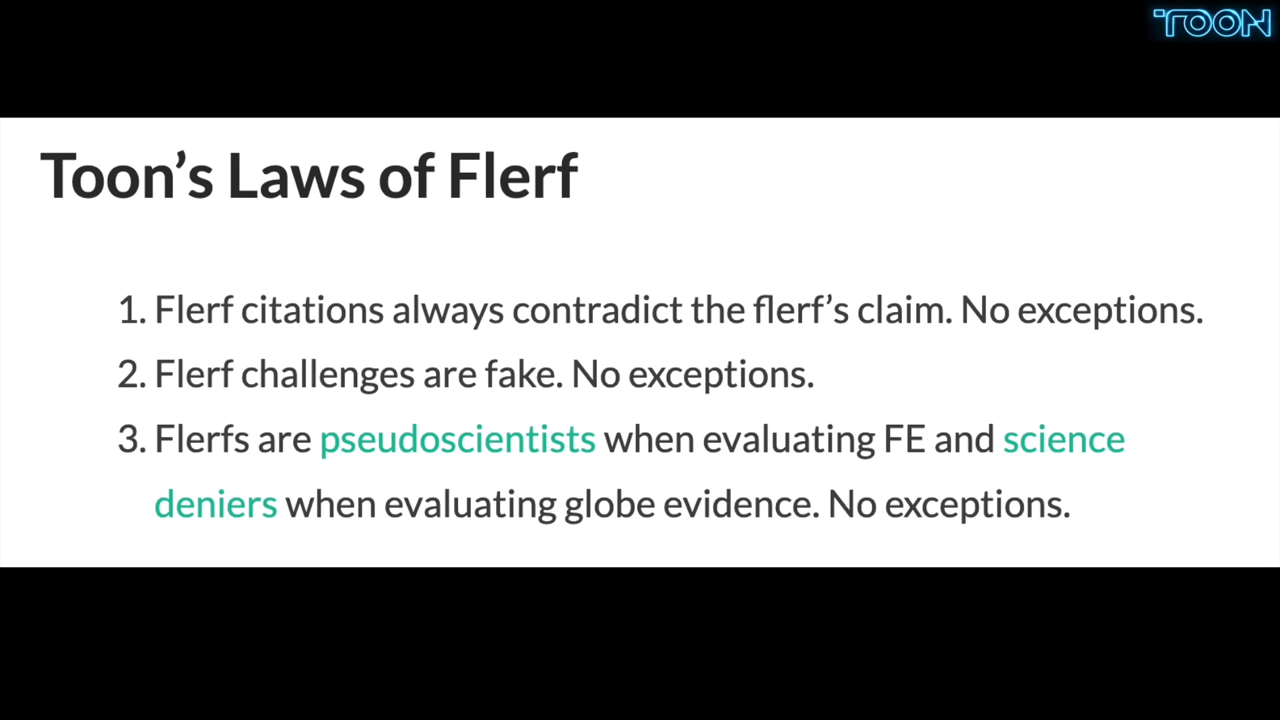 TOON
Toon's Laws of Flerf
1. Flerf citations always contradict the flerf's claim. No exceptions.
2. Flerf challenges are fake. No exceptions.
3. Flerfs are pseudoscientists when evaluating FE and science
deniers when evaluating globe evidence. No exceptions.